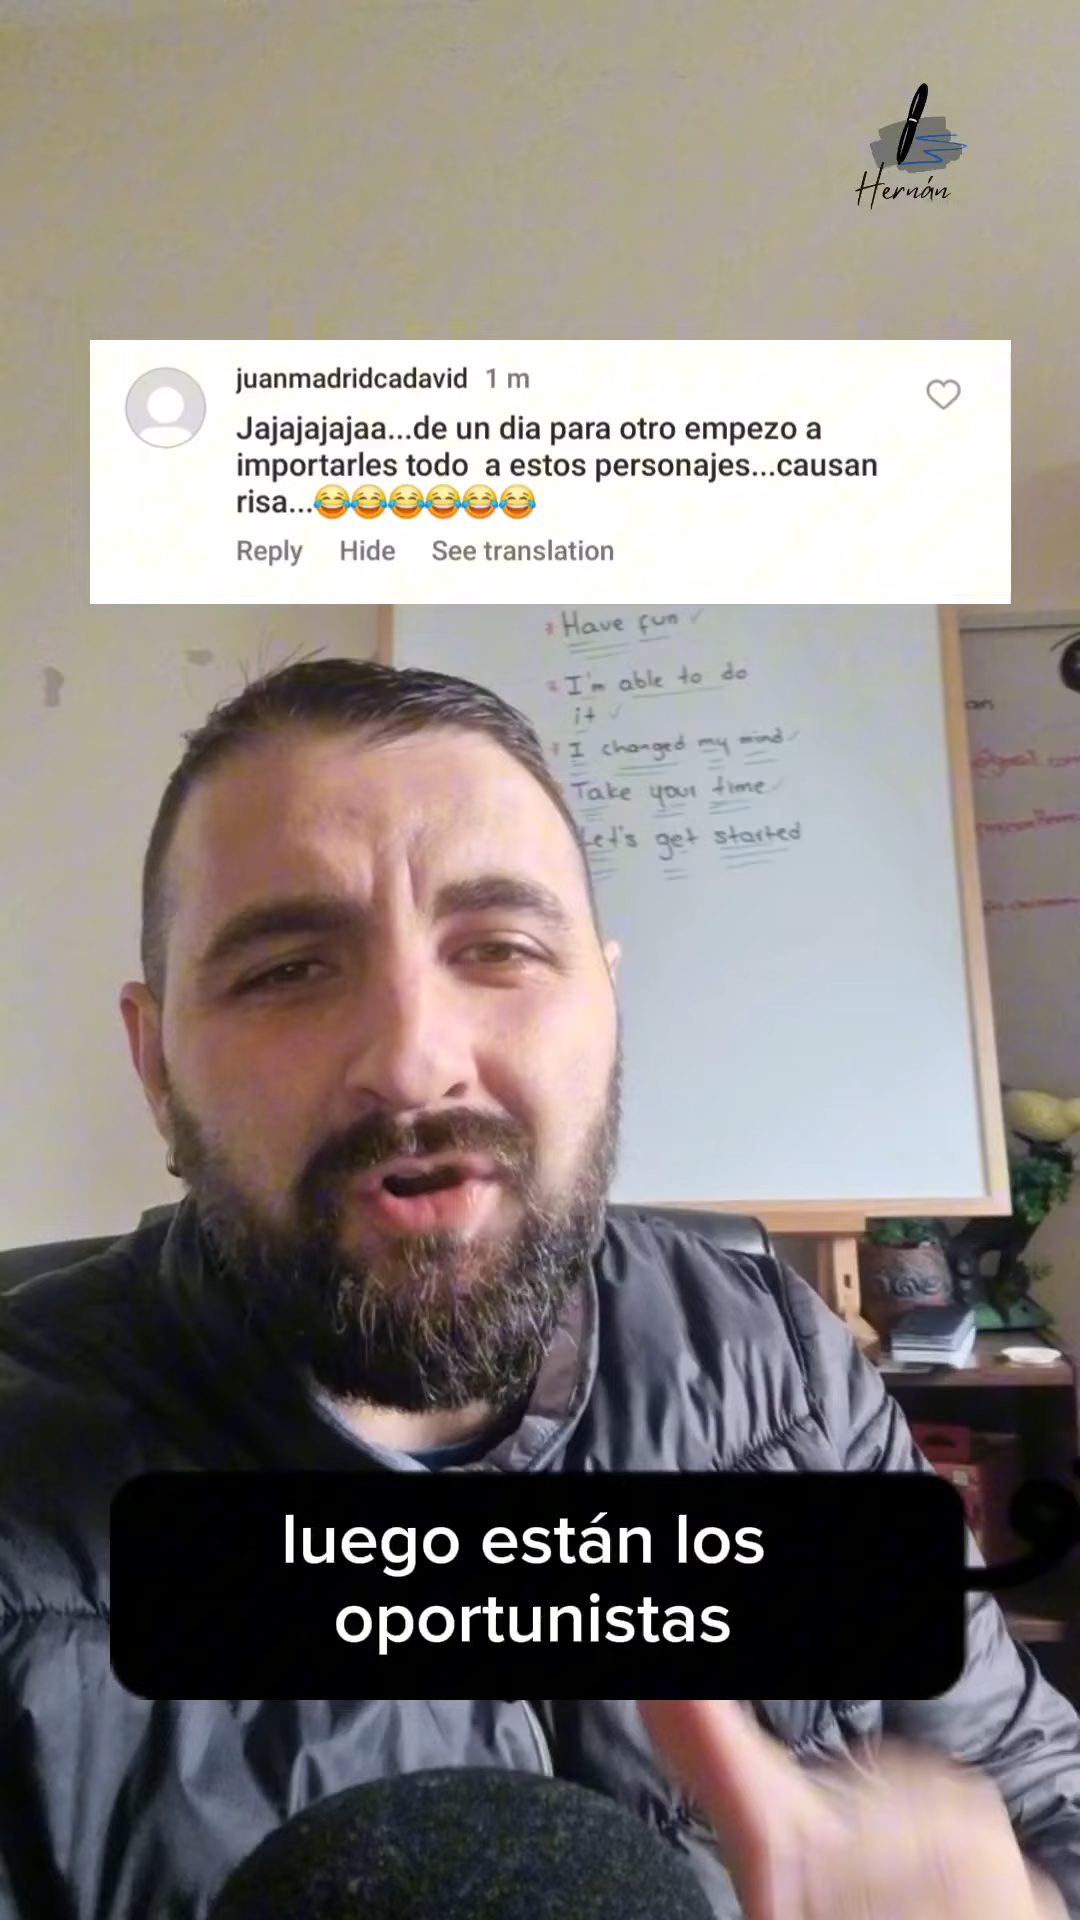 Hernán
juanmadridcadavid 1 m
Jajajajajaa...de un dia para otro empezo a
importarles todo a estos personajes...causan
risa...😂😂😂😂😂😂
Reply Hide See translation
Have fun
I'm able to do
it
I changed my mind
Take your time
Let's get started
luego están los
oportunistas